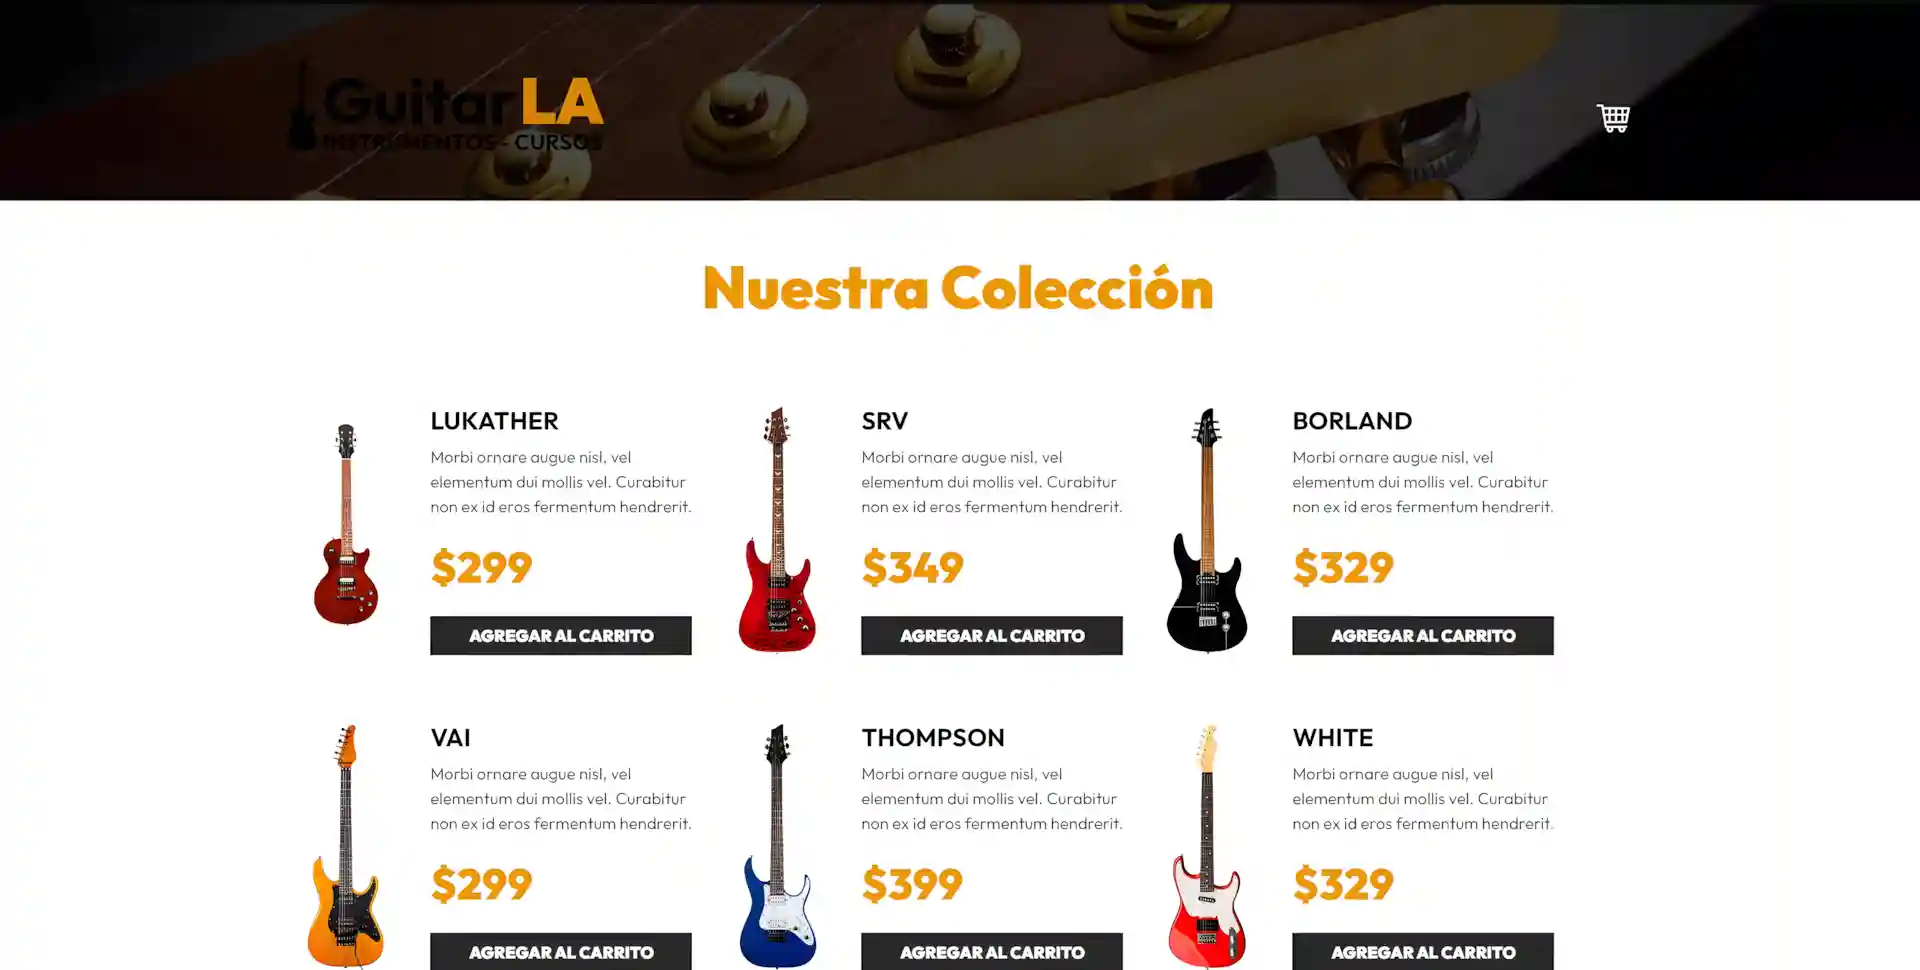 Guitar LA
INSTRUMENTOS - CURSOS
Nuestra Colección
LUKATHER
Morbi ornare augue nisl, vel
elementum dui mollis vel. Curabitur
non ex id eros fermentum hendrerit.
$299
AGREGAR AL CARRITO
SRV
Morbi ornare augue nisl, vel
elementum dui mollis vel. Curabitur
non ex id eros fermentum hendrerit.
$349
AGREGAR AL CARRITO
BORLAND
Morbi ornare augue nisl, vel
elementum dui mollis vel. Curabitur
non ex id eros fermentum hendrerit.
$329
AGREGAR AL CARRITO
VAI
Morbi ornare augue nisl, vel
elementum dui mollis vel. Curabitur
non ex id eros fermentum hendrerit.
$299
AGREGAR AL CARRITO
THOMPSON
Morbi ornare augue nisl, vel
elementum dui mollis vel. Curabitur
non ex id eros fermentum hendrerit.
$399
AGREGAR AL CARRITO
WHITE
Morbi ornare augue nisl, vel
elementum dui mollis vel. Curabitur
non ex id eros fermentum hendrerit.
$329
AGREGAR AL CARRITO